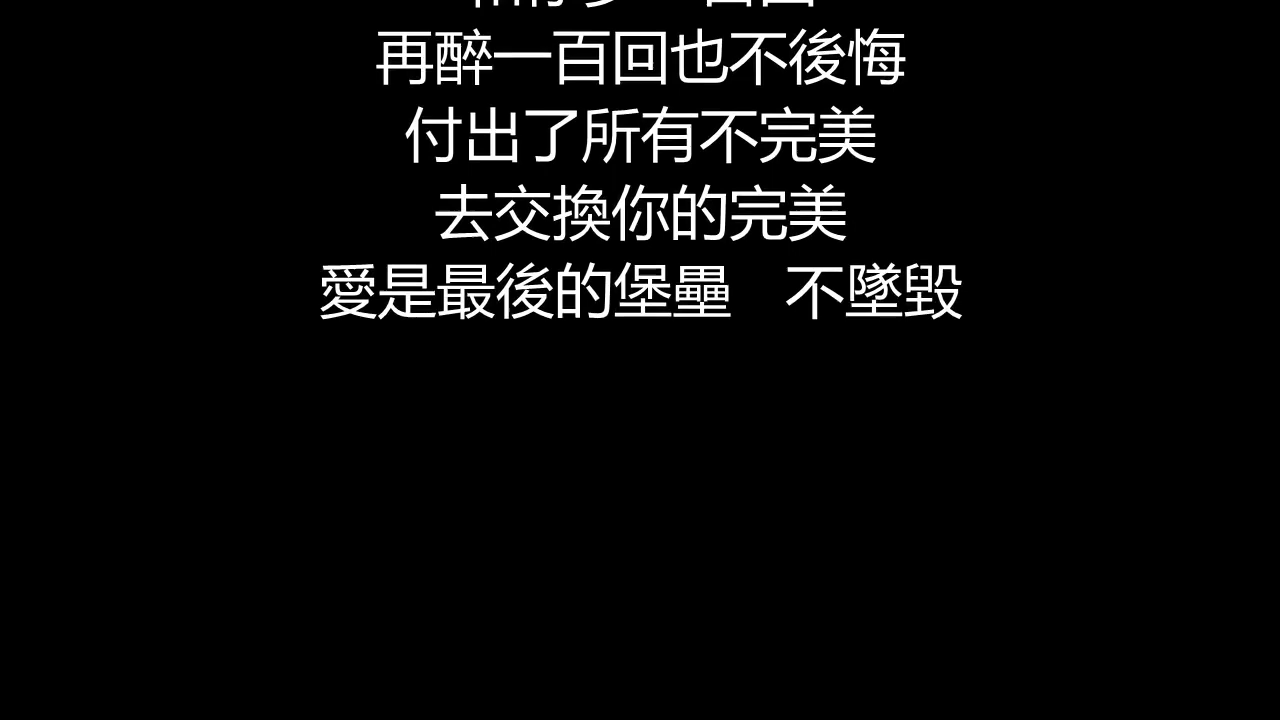 再醉一百回也不後悔
付出了所有不完美
去交換你的完美
愛是最後的堡壘　不墜毀